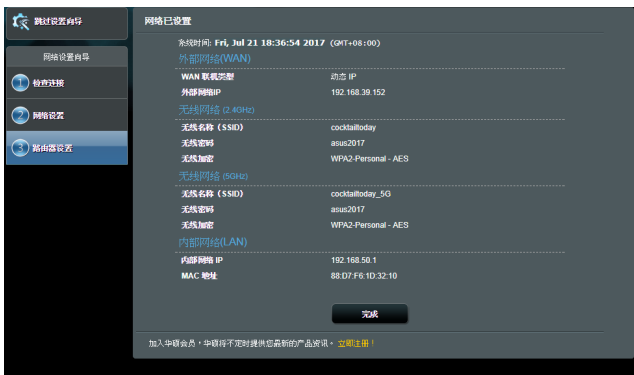 跳过设置向导
网络设置向导
1 检查连接
2 网络设置
3 路由器设置
网络已设置
系统时间: Fri, Jul 21 18:36:54 2017 (GMT+08:00)
外部网络(WAN)
WAN 联机类型 动态 IP
外部网络IP 192.168.39.152
无线网络 (2.4GHz)
无线名称（SSID） cocktailtoday
无线密码 asus2017
无线加密 WPA2-Personal - AES
无线网络 (5GHz)
无线名称（SSID） cocktailtoday_5G
无线密码 asus2017
无线加密 WPA2-Personal - AES
内部网络(LAN)
内部网络 IP 192.168.50.1
MAC 地址 88:D7:F6:1D:32:10
完成
加入华硕会员，华硕将不定时提供您最新的产品资讯。立即注册！